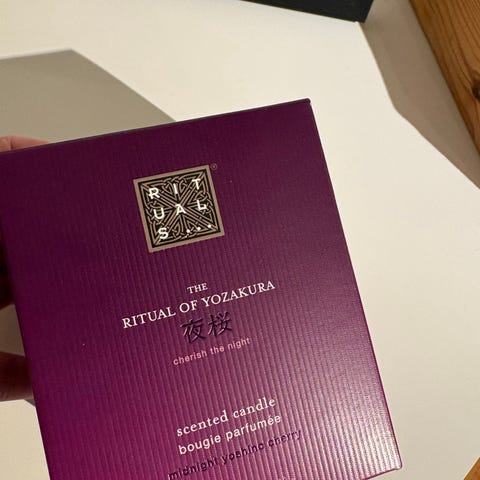 RIT
UAL
S...
®
THE
RITUAL OF YOZAKURA
夜桜
cherish the night
scented candle
bougie parfumée
midnight yoshino cherry